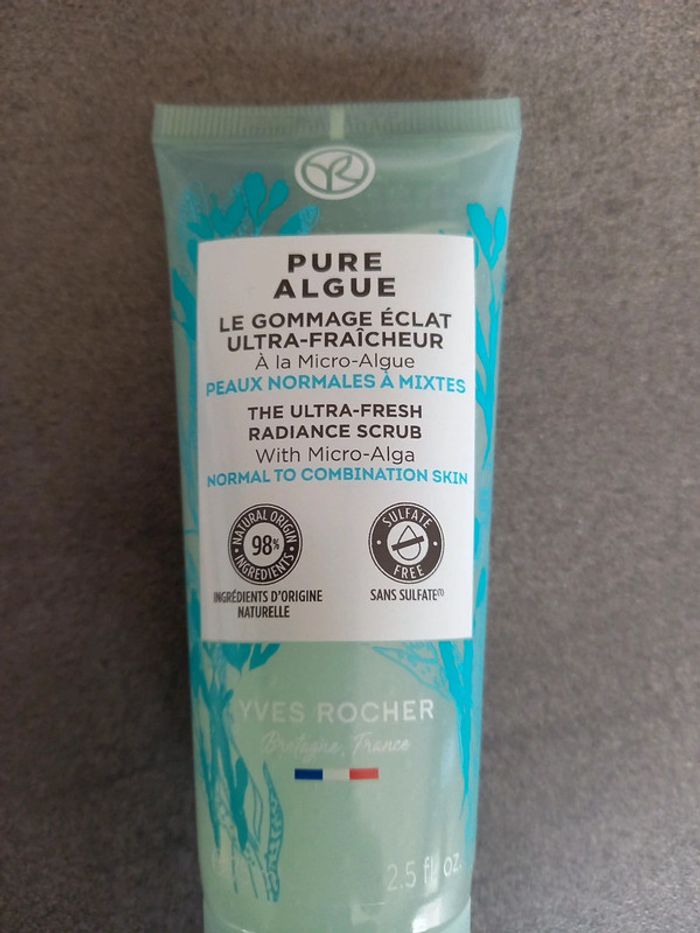 PURE
ALGUE
LE GOMMAGE ÉCLAT
ULTRA-FRAÎCHEUR
À la Micro-Algue
PEAUX NORMALES À MIXTES
THE ULTRA-FRESH
RADIANCE SCRUB
With Micro-Alga
NORMAL TO COMBINATION SKIN
NATURAL ORIGIN
98%
INGREDIENTS
INGRÉDIENTS D'ORIGINE
NATURELLE
SULFATE
FREE
SANS SULFATE(1)
YVES ROCHER
Bretagne, France
2.5 fl. oz.